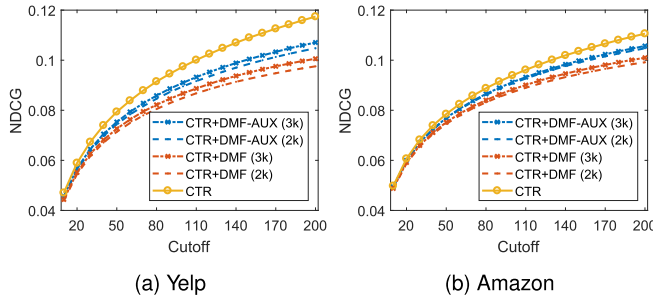 0.12
0.1
0.08
0.06
0.04
NDCG
CTR+DMF-AUX (3k)
CTR+DMF-AUX (2k)
CTR+DMF (3k)
CTR+DMF (2k)
CTR
20 50 80 110 140 170 200
Cutoff
(a) Yelp
0.12
0.1
0.08
0.06
0.04
NDCG
CTR+DMF-AUX (3k)
CTR+DMF-AUX (2k)
CTR+DMF (3k)
CTR+DMF (2k)
CTR
20 50 80 110 140 170 200
Cutoff
(b) Amazon